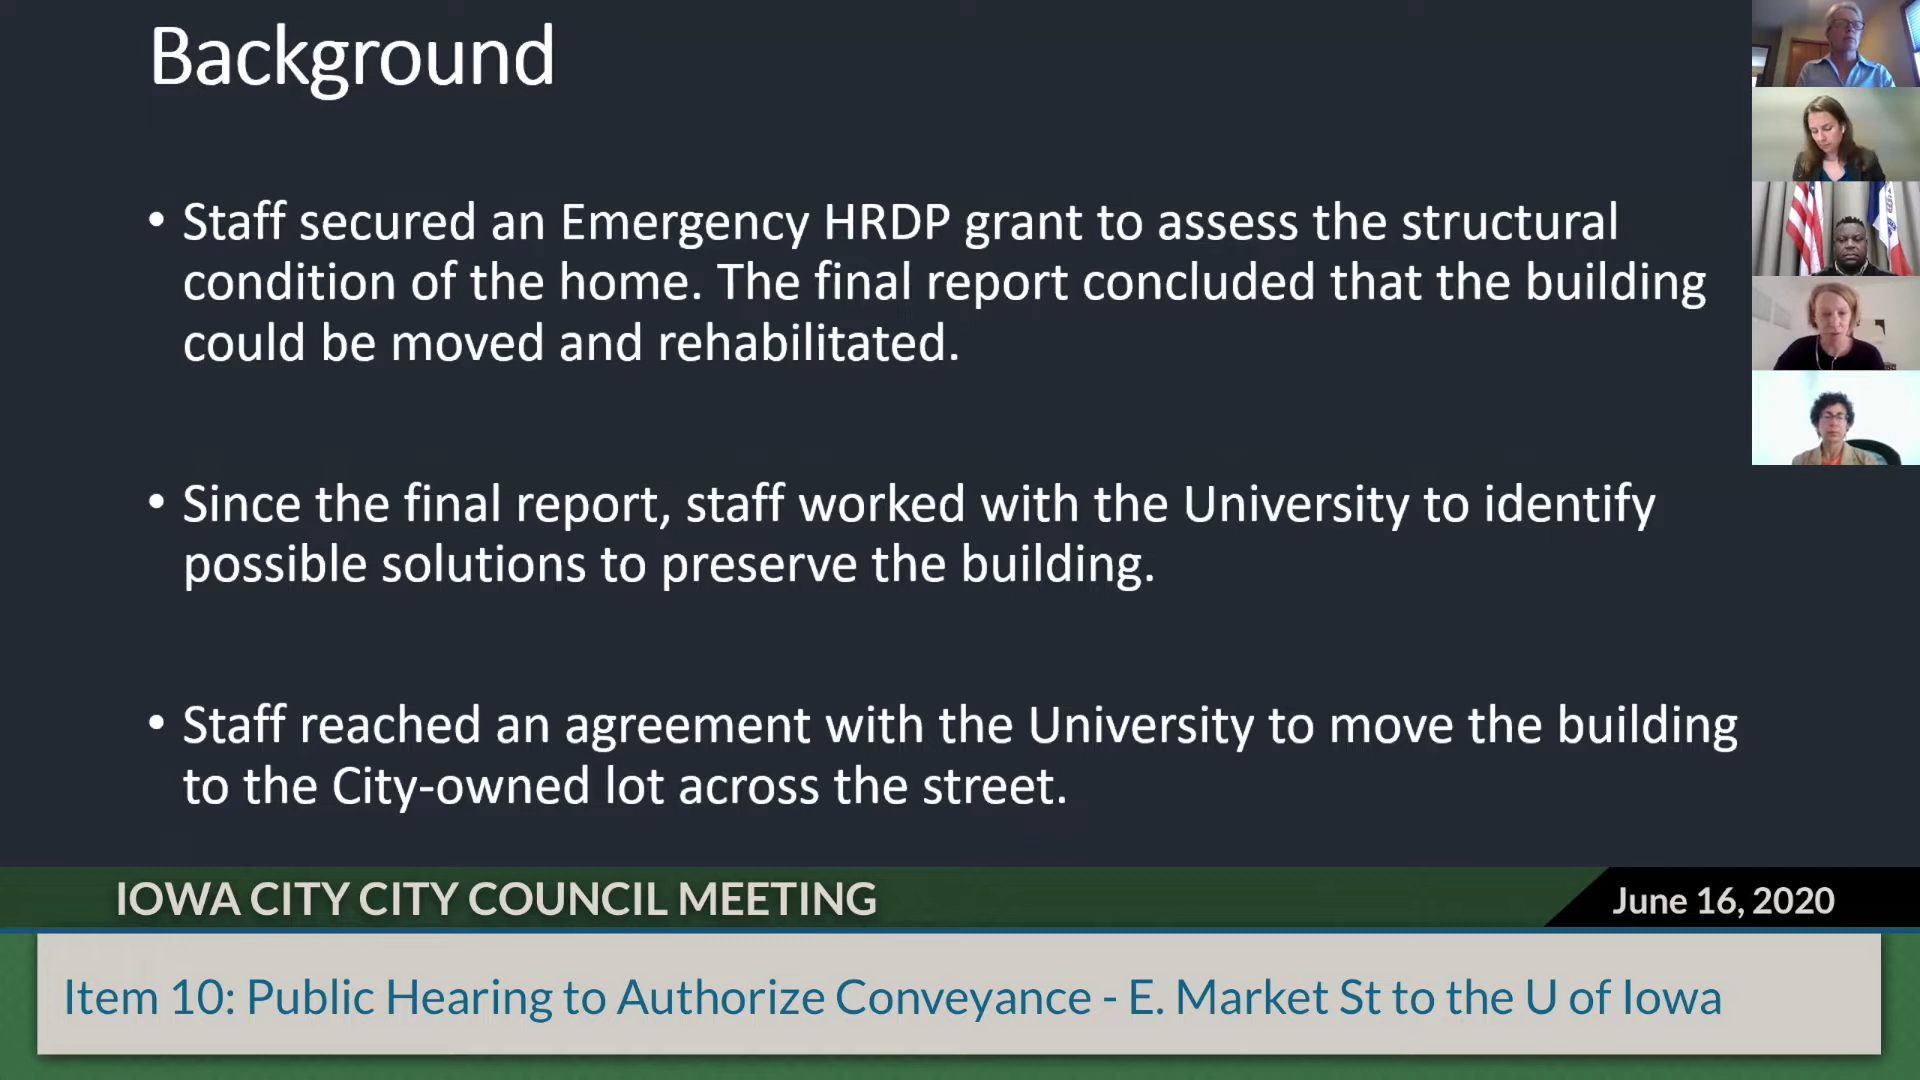 Background
• Staff secured an Emergency HRDP grant to assess the structural
condition of the home. The final report concluded that the building
could be moved and rehabilitated.
• Since the final report, staff worked with the University to identify
possible solutions to preserve the building.
• Staff reached an agreement with the University to move the building
to the City-owned lot across the street.
IOWA CITY CITY COUNCIL MEETING
June 16, 2020
Item 10: Public Hearing to Authorize Conveyance - E. Market St to the U of Iowa